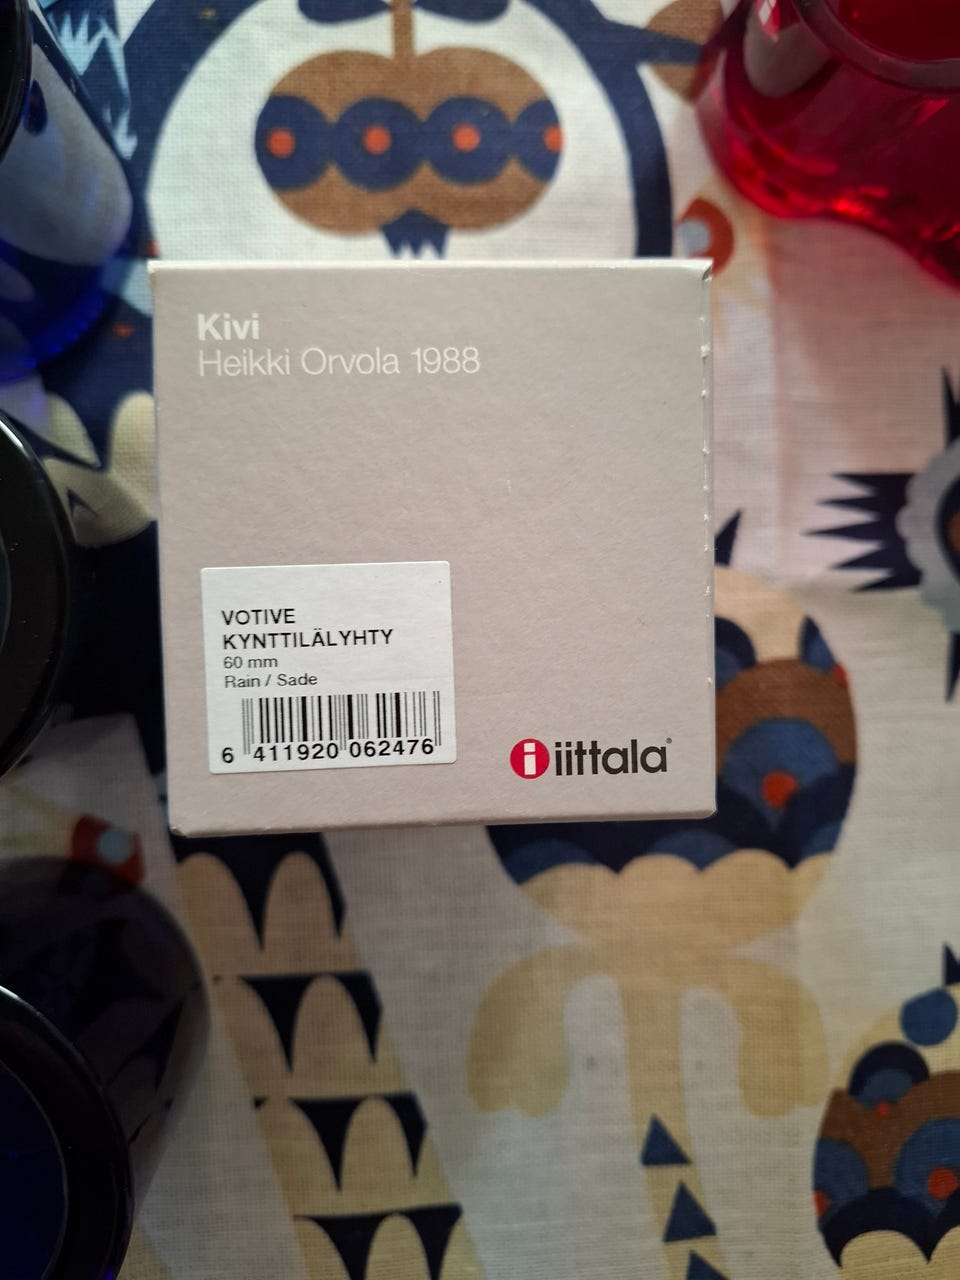 Kivi
Heikki Orvola 1988
VOTIVE
KYNTTILÄLYHTY
60 mm
Rain / Sade
6 411920 062476
iittala